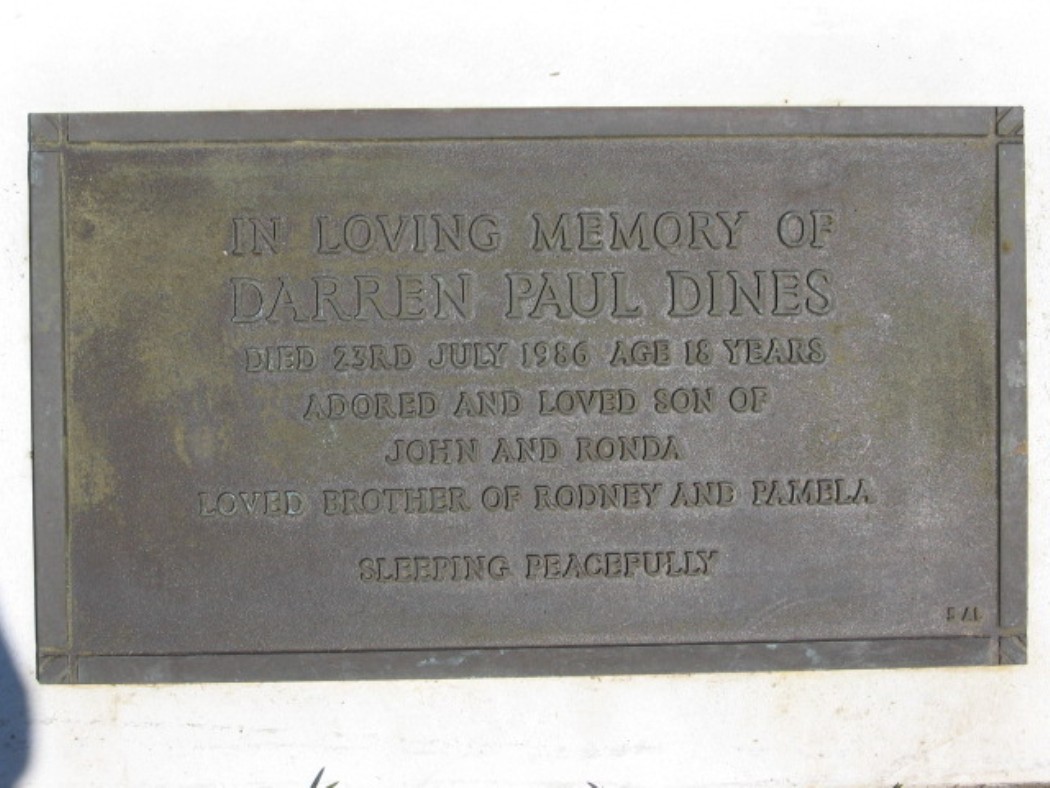 IN LOVING MEMORY OF
DARREN PAUL DINES
DIED 23RD JULY 1986 AGE 18 YEARS
ADORED AND LOVED SON OF
JOHN AND RONDA
LOVED BROTHER OF RODNEY AND PAMELA
SLEEPING PEACEFULLY